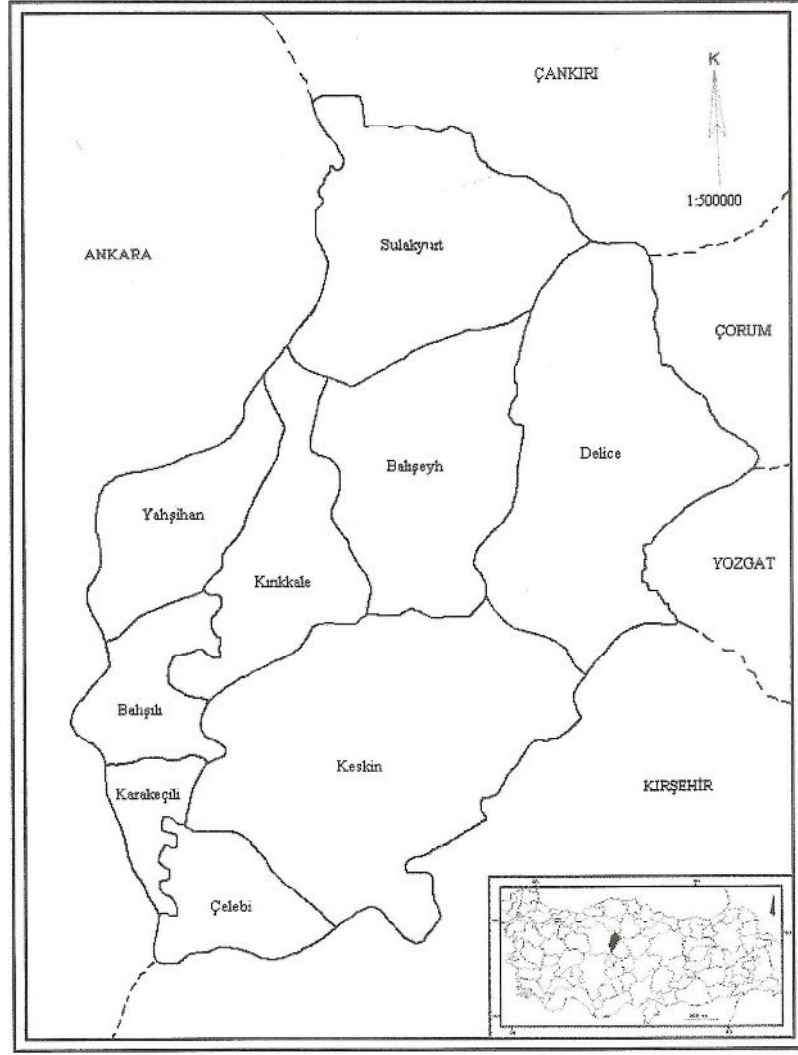 ÇANKIRI
K
1:500000
ANKARA
Sulakyurt
ÇORUM
Delice
Balışeyh
Yahşihan
YOZGAT
Kırıkkale
Bahşılı
Keskin
KIRŞEHİR
Karakeçili
Çelebi